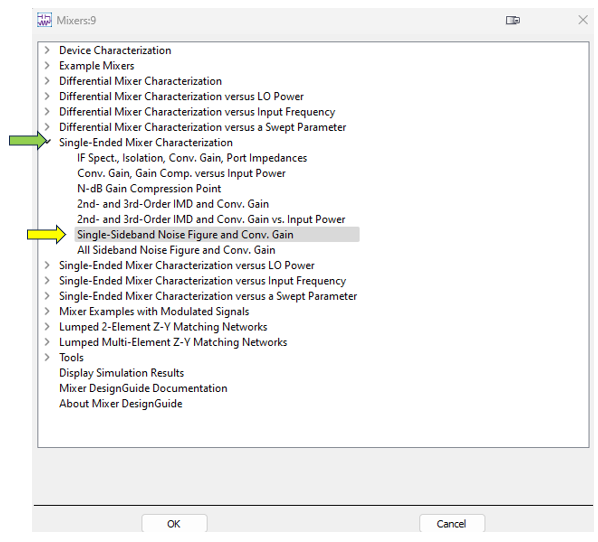 Mixers:9
Device Characterization
Example Mixers
Differential Mixer Characterization
Differential Mixer Characterization versus LO Power
Differential Mixer Characterization versus Input Frequency
Differential Mixer Characterization versus a Swept Parameter
Single-Ended Mixer Characterization
IF Spect., Isolation, Conv. Gain, Port Impedances
Conv. Gain, Gain Comp. versus Input Power
N-dB Gain Compression Point
2nd- and 3rd-Order IMD and Conv. Gain
2nd- and 3rd-Order IMD and Conv. Gain vs. Input Power
Single-Sideband Noise Figure and Conv. Gain
All Sideband Noise Figure and Conv. Gain
Single-Ended Mixer Characterization versus LO Power
Single-Ended Mixer Characterization versus Input Frequency
Single-Ended Mixer Characterization versus a Swept Parameter
Mixer Examples with Modulated Signals
Lumped 2-Element Z-Y Matching Networks
Lumped Multi-Element Z-Y Matching Networks
Tools
Display Simulation Results
Mixer DesignGuide Documentation
About Mixer DesignGuide
OK
Cancel